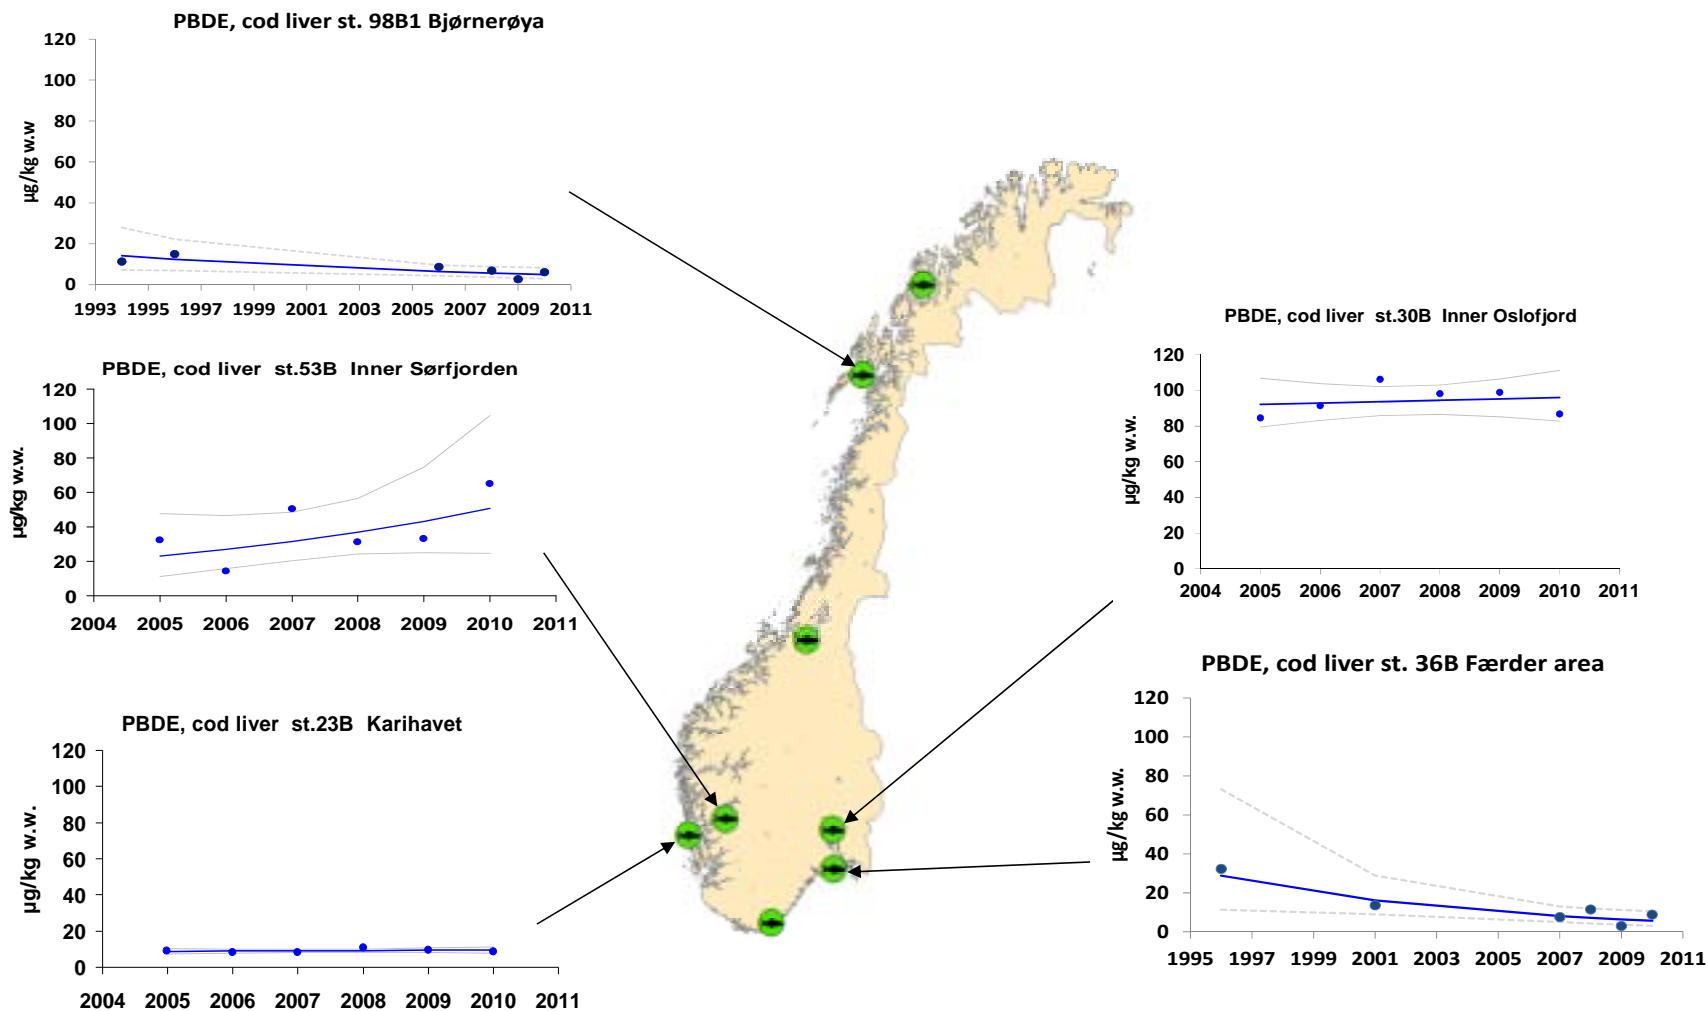 PBDE, cod liver st. 98B1 Bjørnerøya
120
100
80
60
40
20
0
µg/kg w.w
1993 1995 1997 1999 2001 2003 2005 2007 2009 2011
PBDE, cod liver st.53B Inner Sørfjorden
120
100
80
60
40
20
0
µg/kg w.w.
2004 2005 2006 2007 2008 2009 2010 2011
PBDE, cod liver st.23B Karihavet
120
100
80
60
40
20
0
µg/kg w.w.
2004 2005 2006 2007 2008 2009 2010 2011
PBDE, cod liver st.30B Inner Oslofjord
120
100
80
60
40
20
0
µg/kg w.w.
2004 2005 2006 2007 2008 2009 2010 2011
PBDE, cod liver st. 36B Færder area
120
100
80
60
40
20
0
µg/kg w.w.
1995 1997 1999 2001 2003 2005 2007 2009 2011